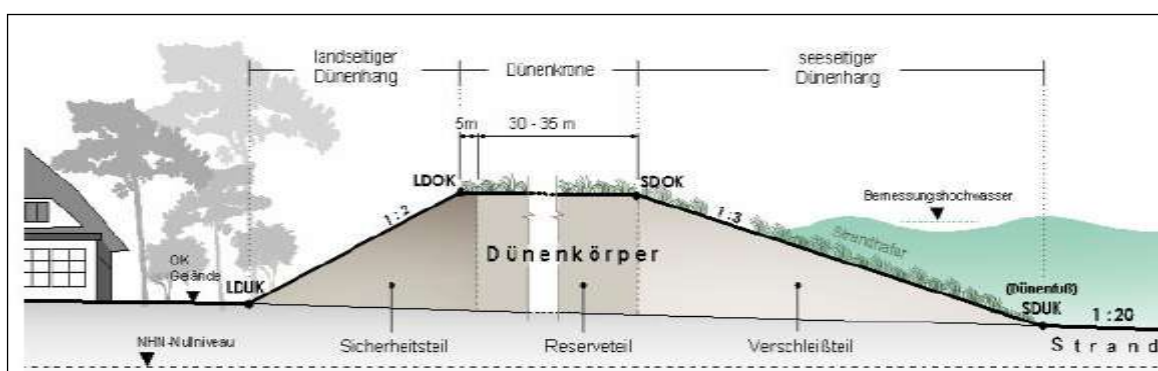 landseitiger
Dünenhang
Dünenkrone
seeseitiger
Dünenhang
5m
30 - 35 m
LDOK
SDOK
1:2
1:3
Bemessungshochwasser
Strandhafer
Dünenkörper
OK
Gelände
LDUK
(Dünenfuß)
SDUK
1:20
NHN-Nullniveau
Sicherheitsteil
Reserveteil
Verschleißteil
Strand